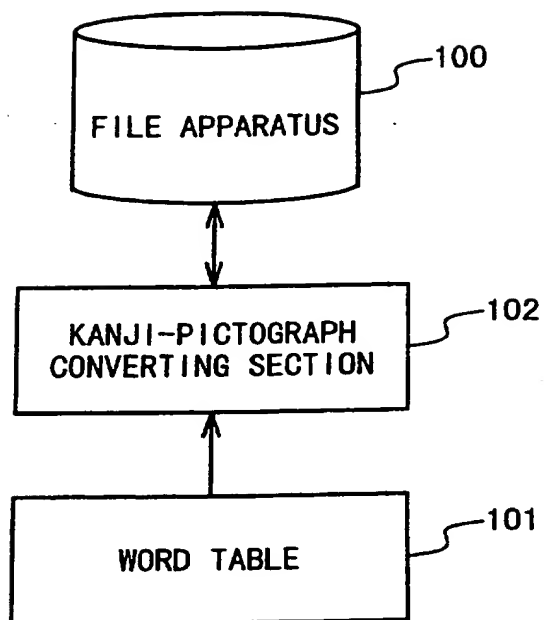 100
FILE APPARATUS
102
KANJI-PICTOGRAPH
CONVERTING SECTION
101
WORD TABLE